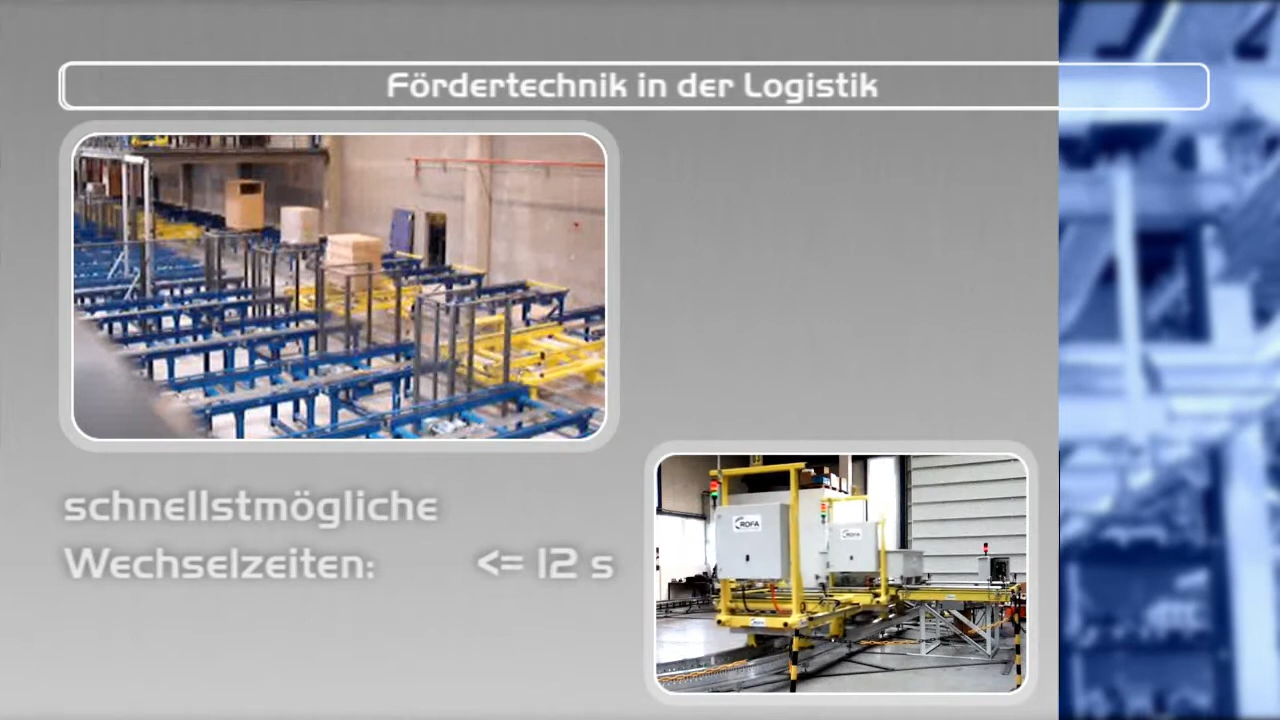 Fördertechnik in der Logistik
schnellstmögliche
Wechselzeiten: <= 12 s
ROFA
ROFA